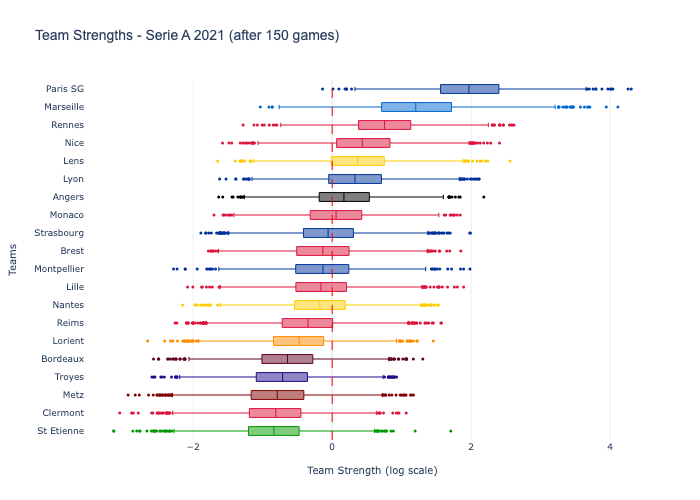 Team Strengths - Serie A 2021 (after 150 games)
Paris SG
Marseille
Rennes
Nice
Lens
Lyon
Angers
Monaco
Strasbourg
Brest
Montpellier
Lille
Nantes
Reims
Lorient
Bordeaux
Troyes
Metz
Clermont
St Etienne
Teams
−2 0 2 4
Team Strength (log scale)